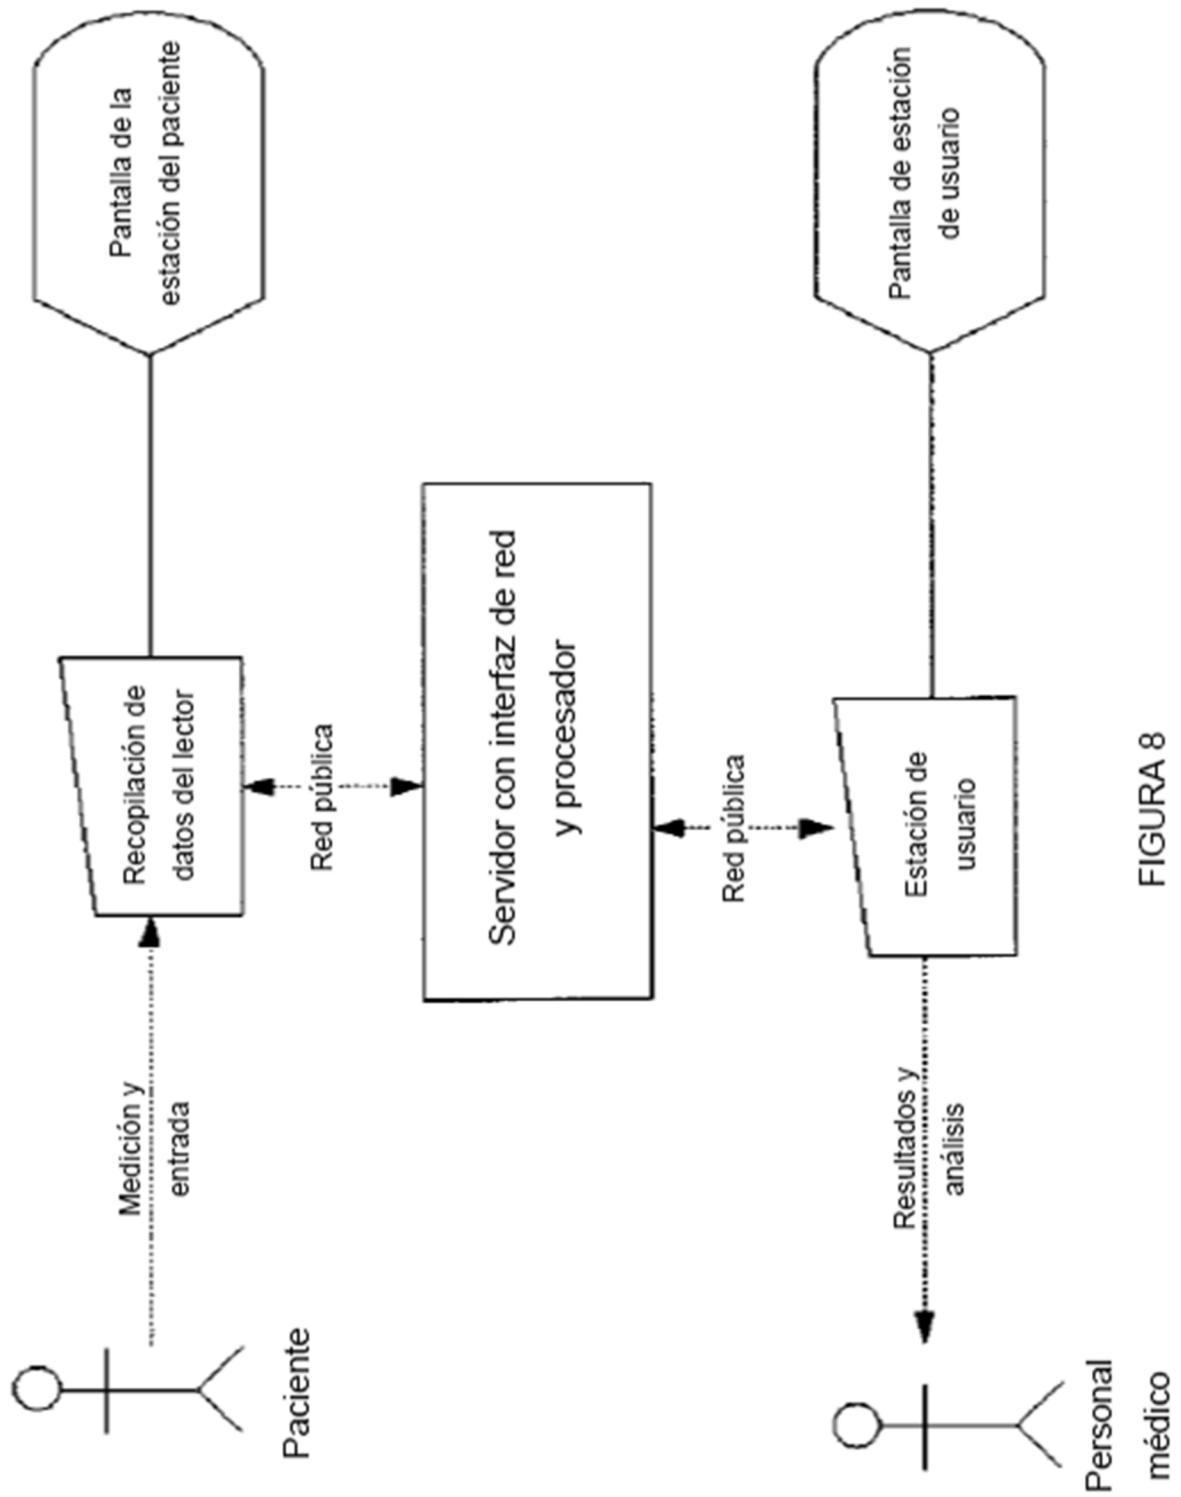 Paciente
Medición y
entrada
Recopilación de
datos del lector
Pantalla de la
estación del paciente
Red pública
Servidor con interfaz de red
y procesador
Red pública
Personal
médico
Resultados y
análisis
Estación de
usuario
Pantalla de estación
de usuario
FIGURA 8